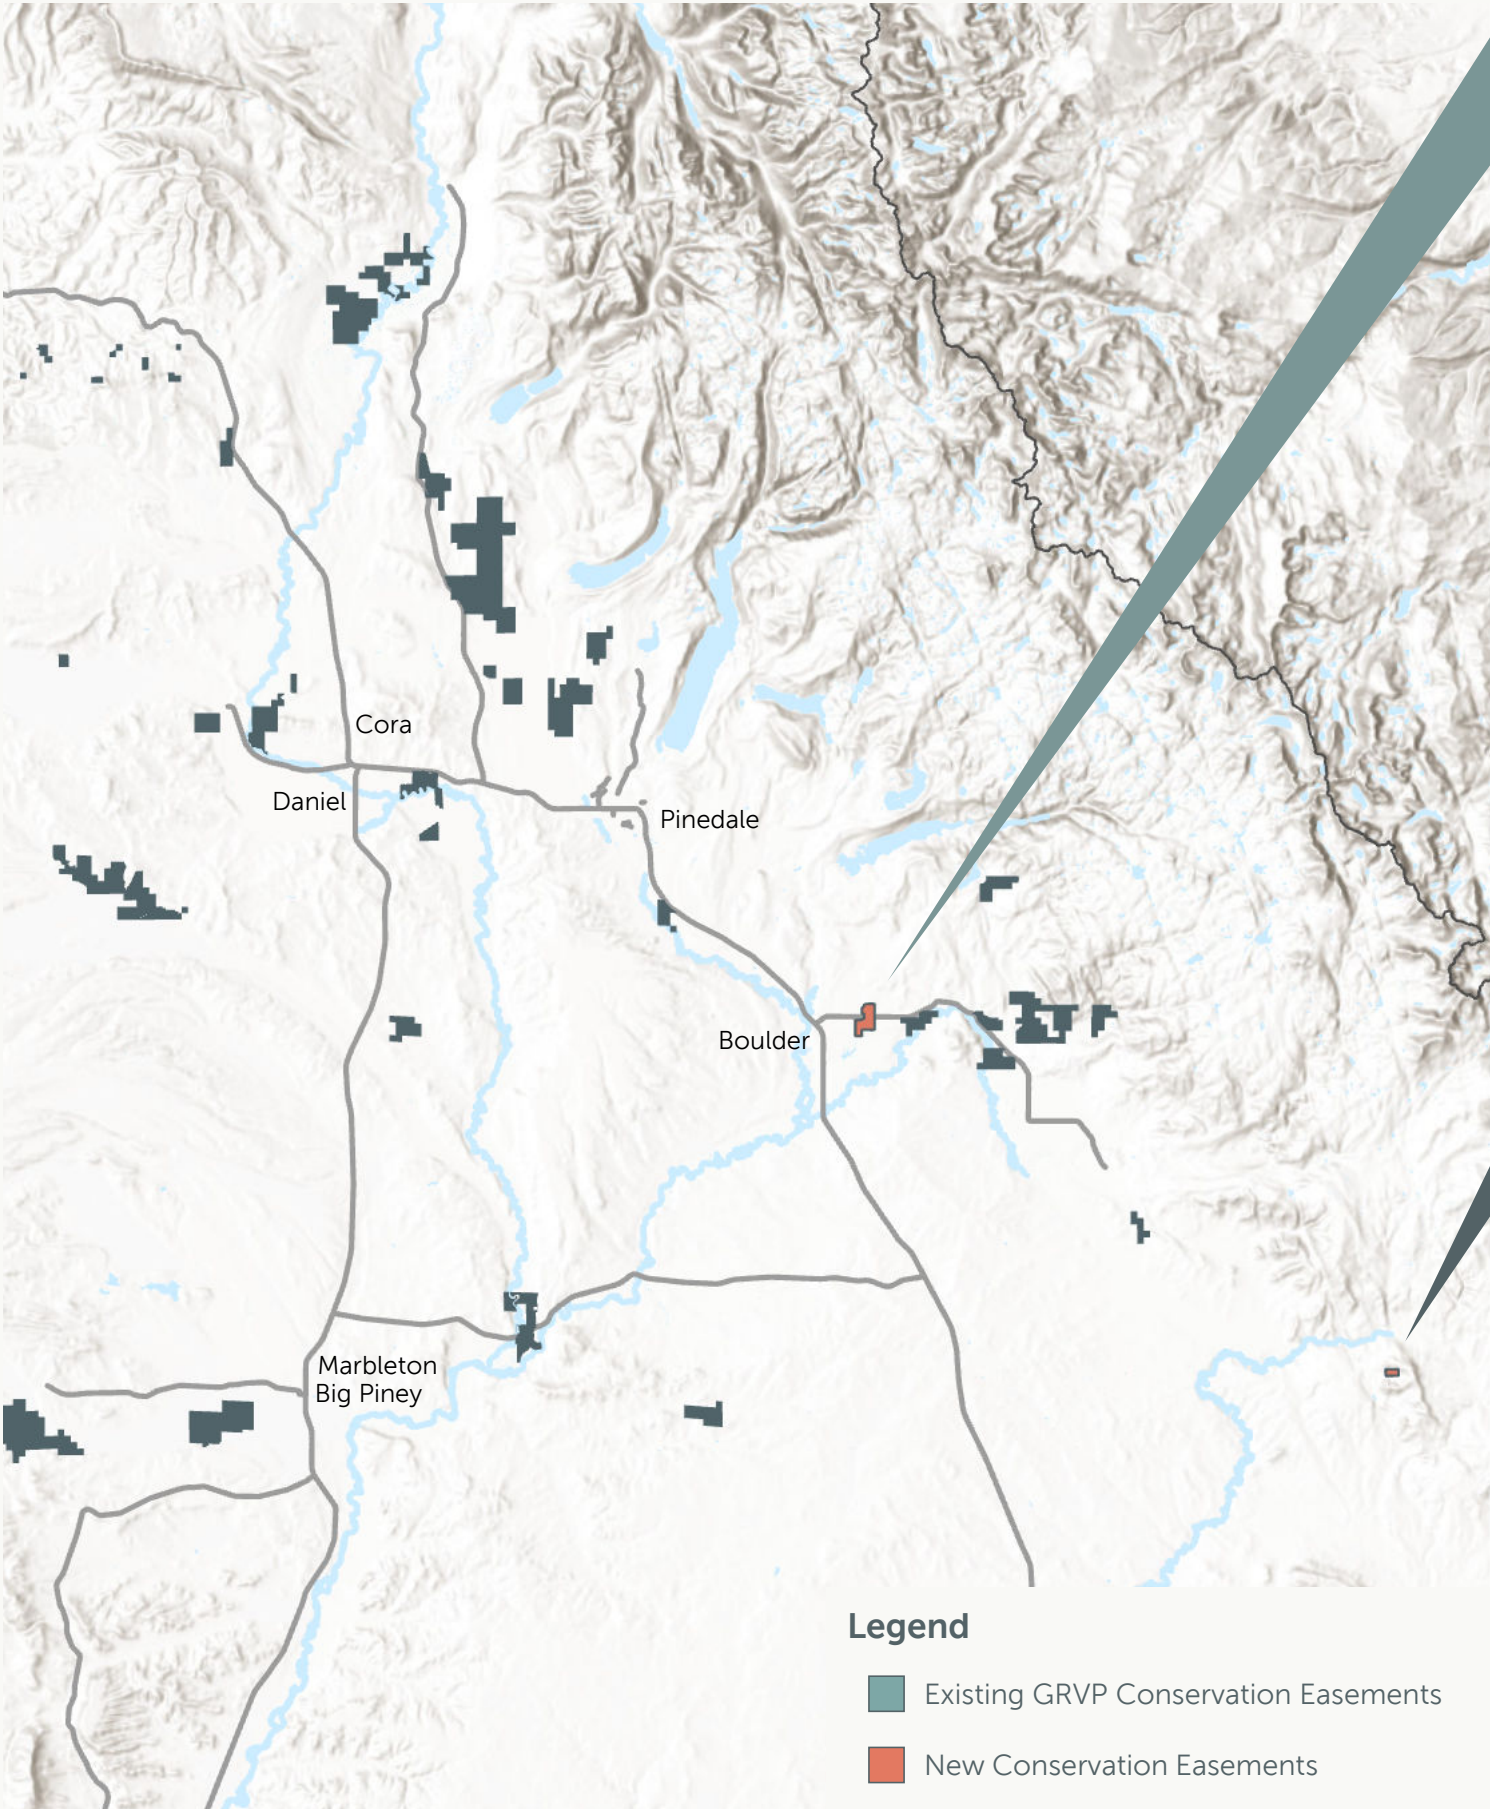 Cora
Daniel
Pinedale
Boulder
Marbleton
Big Piney
Legend
Existing GRVP Conservation Easements
New Conservation Easements